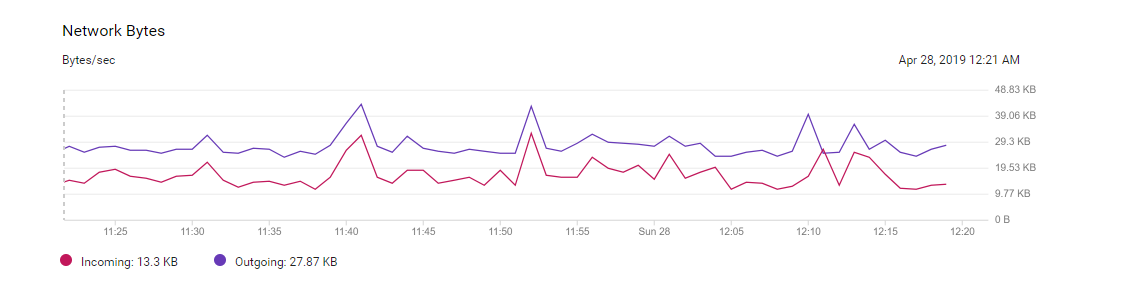 Network Bytes
Bytes/sec
Apr 28, 2019 12:21 AM
48.83 KB
39.06 KB
29.3 KB
19.53 KB
9.77 KB
0 B
11:25 11:30 11:35 11:40 11:45 11:50 11:55 Sun 28 12:05 12:10 12:15 12:20
Incoming: 13.3 KB Outgoing: 27.87 KB